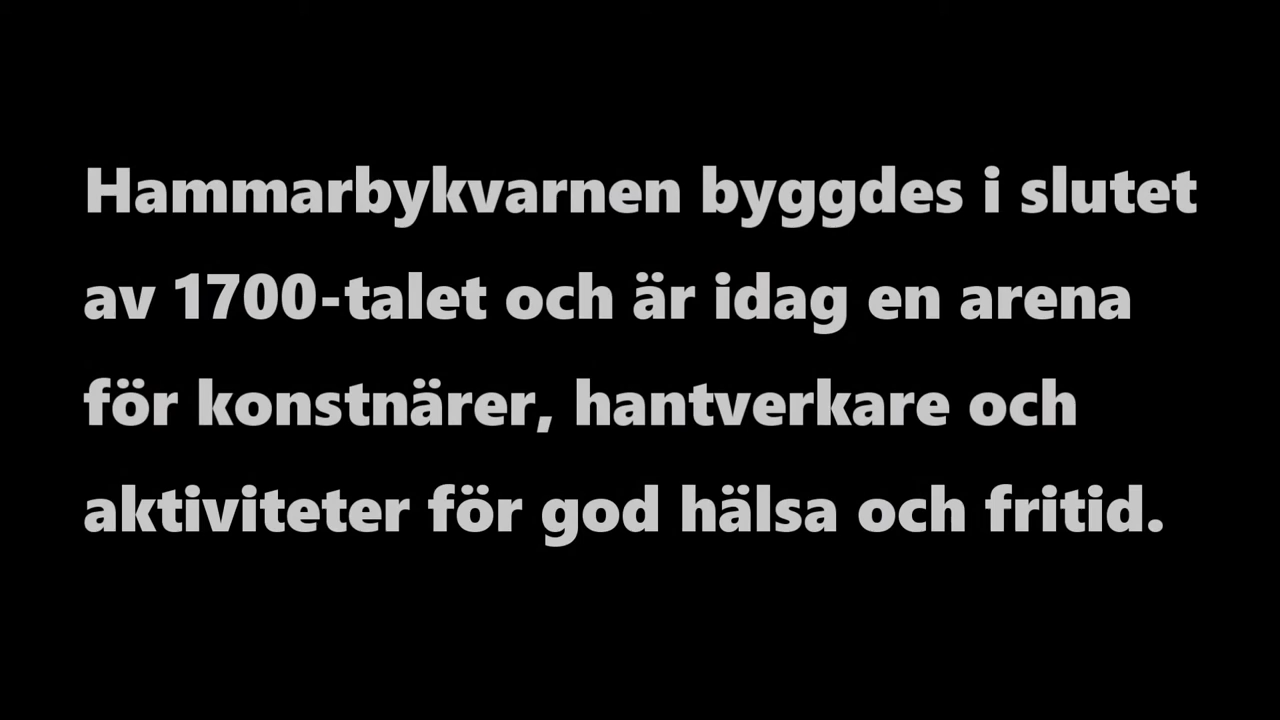 Hammarbykvarnen byggdes i slutet
av 1700-talet och är idag en arena
för konstnärer, hantverkare och
aktiviteter för god hälsa och fritid.